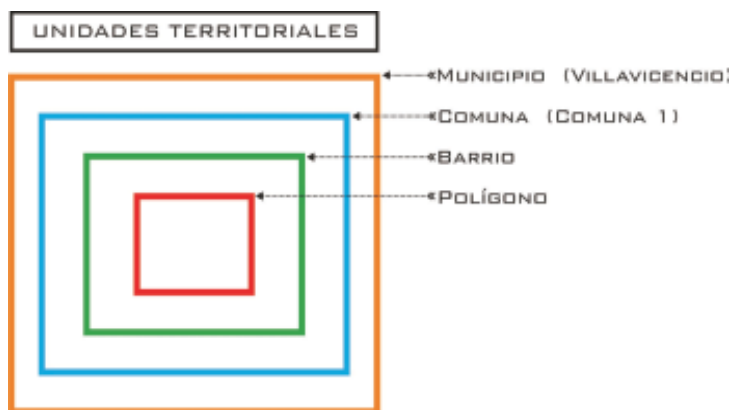 UNIDADES TERRITORIALES
MUNICIPIO (VILLAVICENCIO)
COMUNA (COMUNA 1)
BARRIO
POLÍGONO